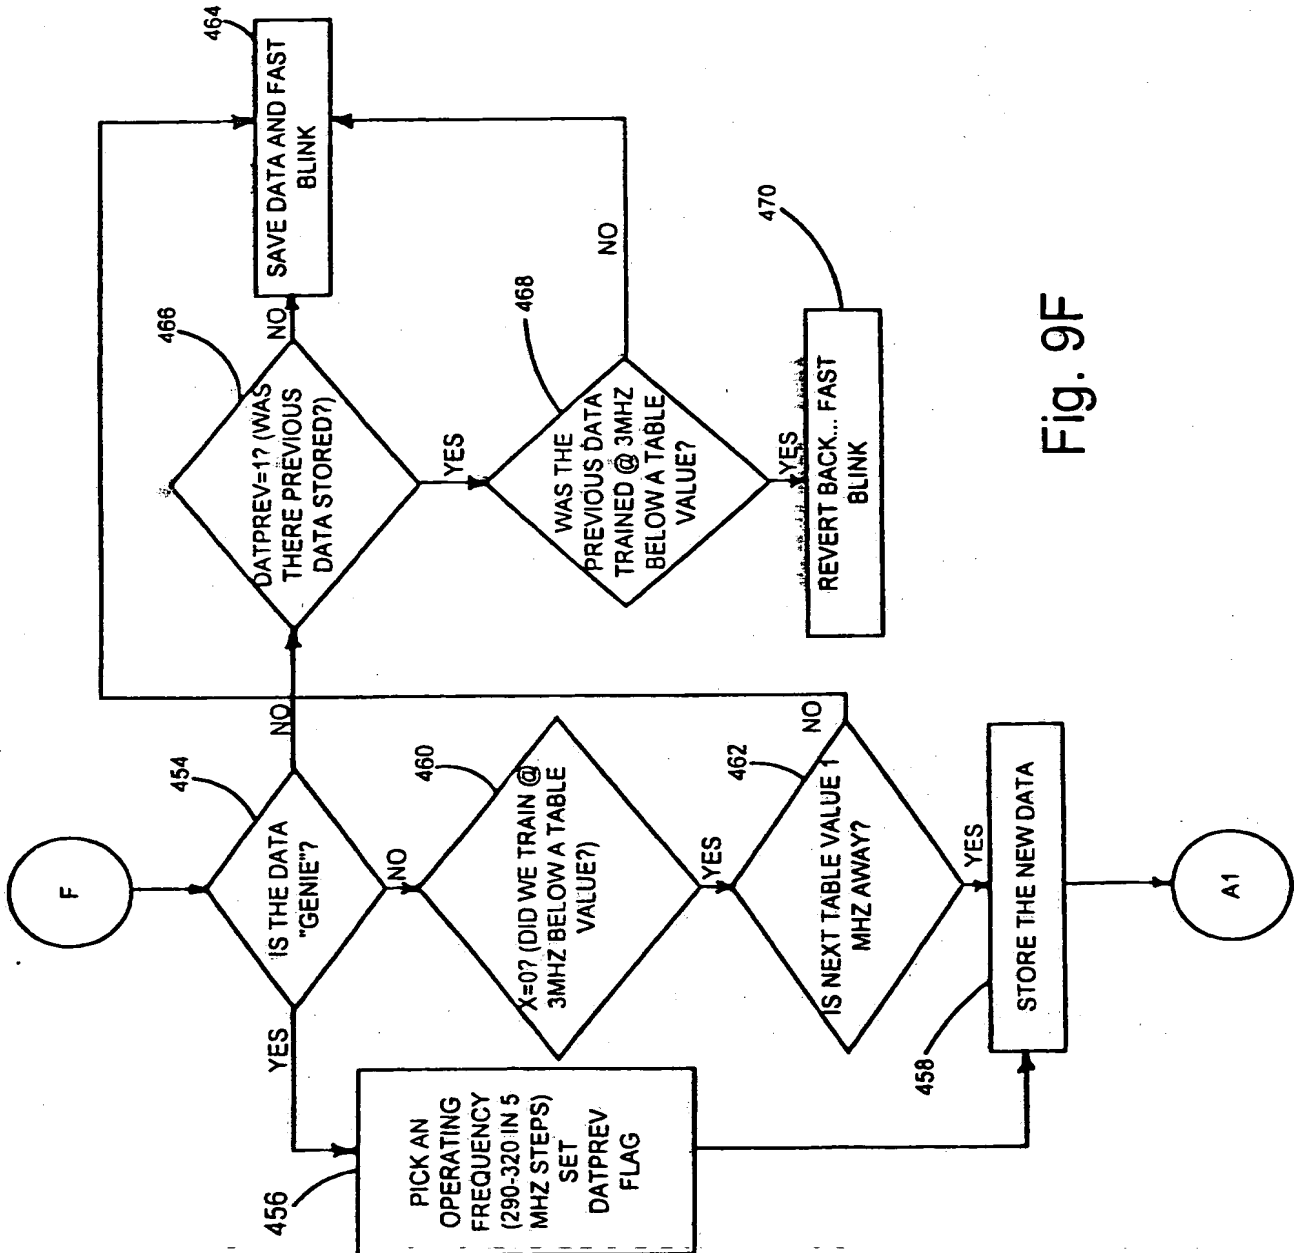 F
454
IS THE DATA
"GENIE"?
YES
NO
NO
456
PICK AN
OPERATING
FREQUENCY
(290-320 IN 5
MHZ STEPS)
SET
DATPREV
FLAG
460
X=0? (DID WE TRAIN @
3MHZ BELOW A TABLE
VALUE?)
YES
462
IS NEXT TABLE VALUE 1
MHZ AWAY?
NO
YES
458
STORE THE NEW DATA
A1
466
DATPREV=1? (WAS
THERE PREVIOUS
DATA STORED?)
NO
YES
464
SAVE DATA AND FAST
BLINK
468
WAS THE
PREVIOUS DATA
TRAINED @ 3MHZ
BELOW A TABLE
VALUE?
NO
YES
470
REVERT BACK... FAST
BLINK
Fig. 9F